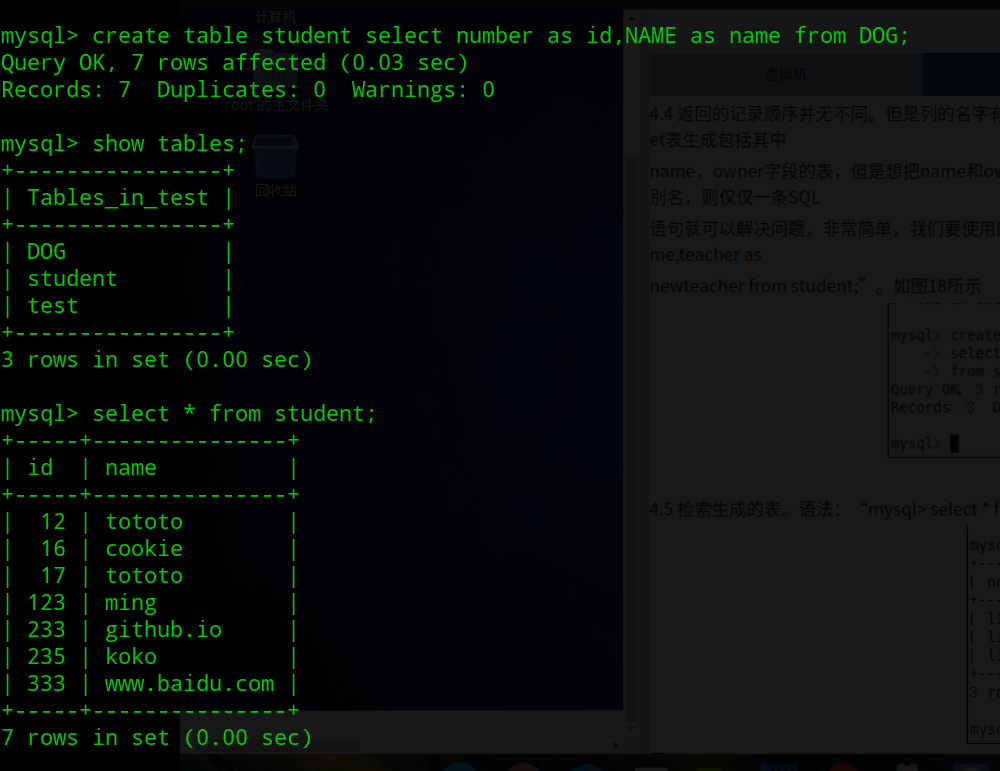 mysql> create table student select number as id,NAME as name from DOG;
Query OK, 7 rows affected (0.03 sec)
Records: 7  Duplicates: 0  Warnings: 0
mysql> show tables;
+----------------+
| Tables_in_test |
+----------------+
| DOG            |
| student        |
| test           |
+----------------+
3 rows in set (0.00 sec)
mysql> select * from student;
+-----+---------------+
| id  | name          |
+-----+---------------+
|  12 | tototo        |
|  16 | cookie        |
|  17 | tototo        |
| 123 | ming          |
| 233 | github.io     |
| 235 | koko          |
| 333 | www.baidu.com |
+-----+---------------+
7 rows in set (0.00 sec)
计算机
root 的主文件夹
回收站
虚拟机
4.4 返回的记录顺序并无不同。但是列的名字有
et表生成包括其中
name，owner字段的表，但是想把name和ow
别名，则仅仅一条SQL
语句就可以解决问题，非常简单，我们要使用的
me,teacher as
newteacher from student;”。如图18所示
mysql> create
-> select
-> from s
Query OK, 3 r
Records: 3  D
mysql>
4.5 检索生成的表。语法：“mysql> select * f
mysq
+---
| ne
+---
| l
| l
| l
+---
3 ro
mysq